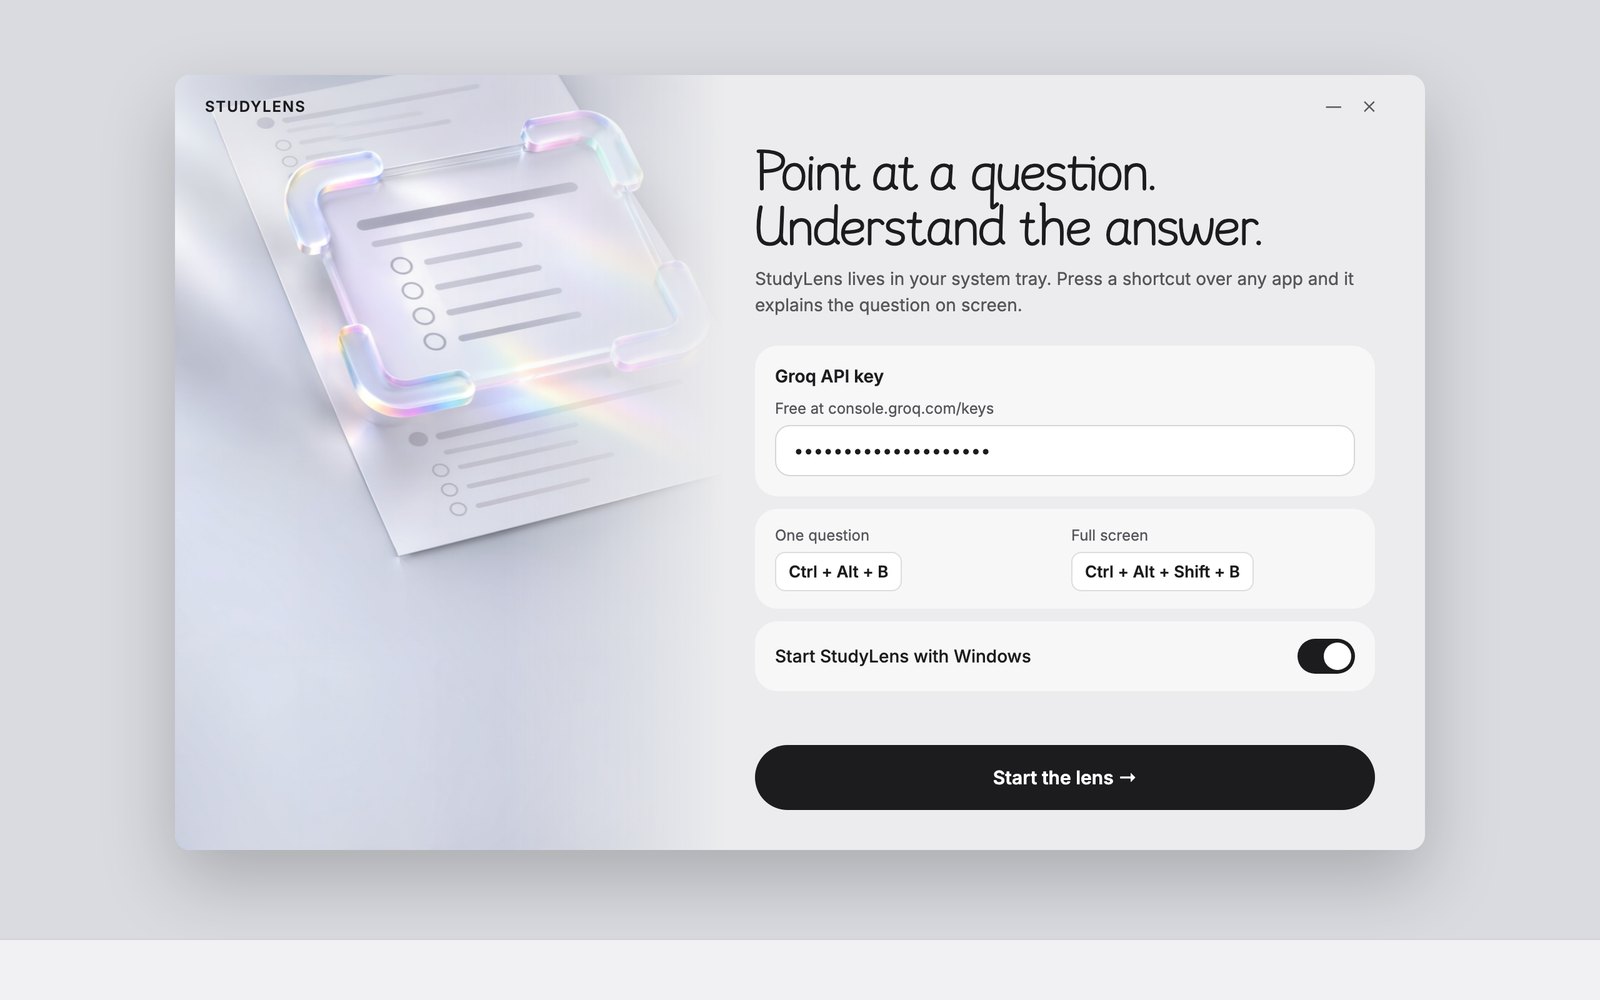 STUDYLENS
Point at a question.
Understand the answer.
StudyLens lives in your system tray. Press a shortcut over any app and it
explains the question on screen.
Groq API key
Free at console.groq.com/keys
••••••••••••••••••••
One question
Full screen
Ctrl + Alt + B
Ctrl + Alt + Shift + B
Start StudyLens with Windows
Start the lens →